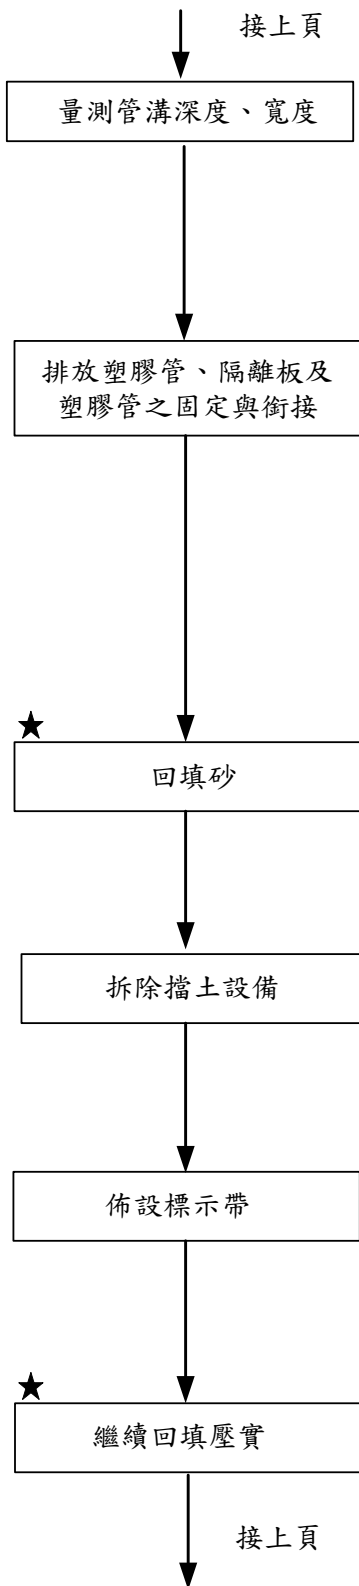 接上頁
量測管溝深度、寬度
排放塑膠管、隔離板及
塑膠管之固定與銜接
★
回填砂
拆除擋土設備
佈設標示帶
★
繼續回填壓實
接上頁